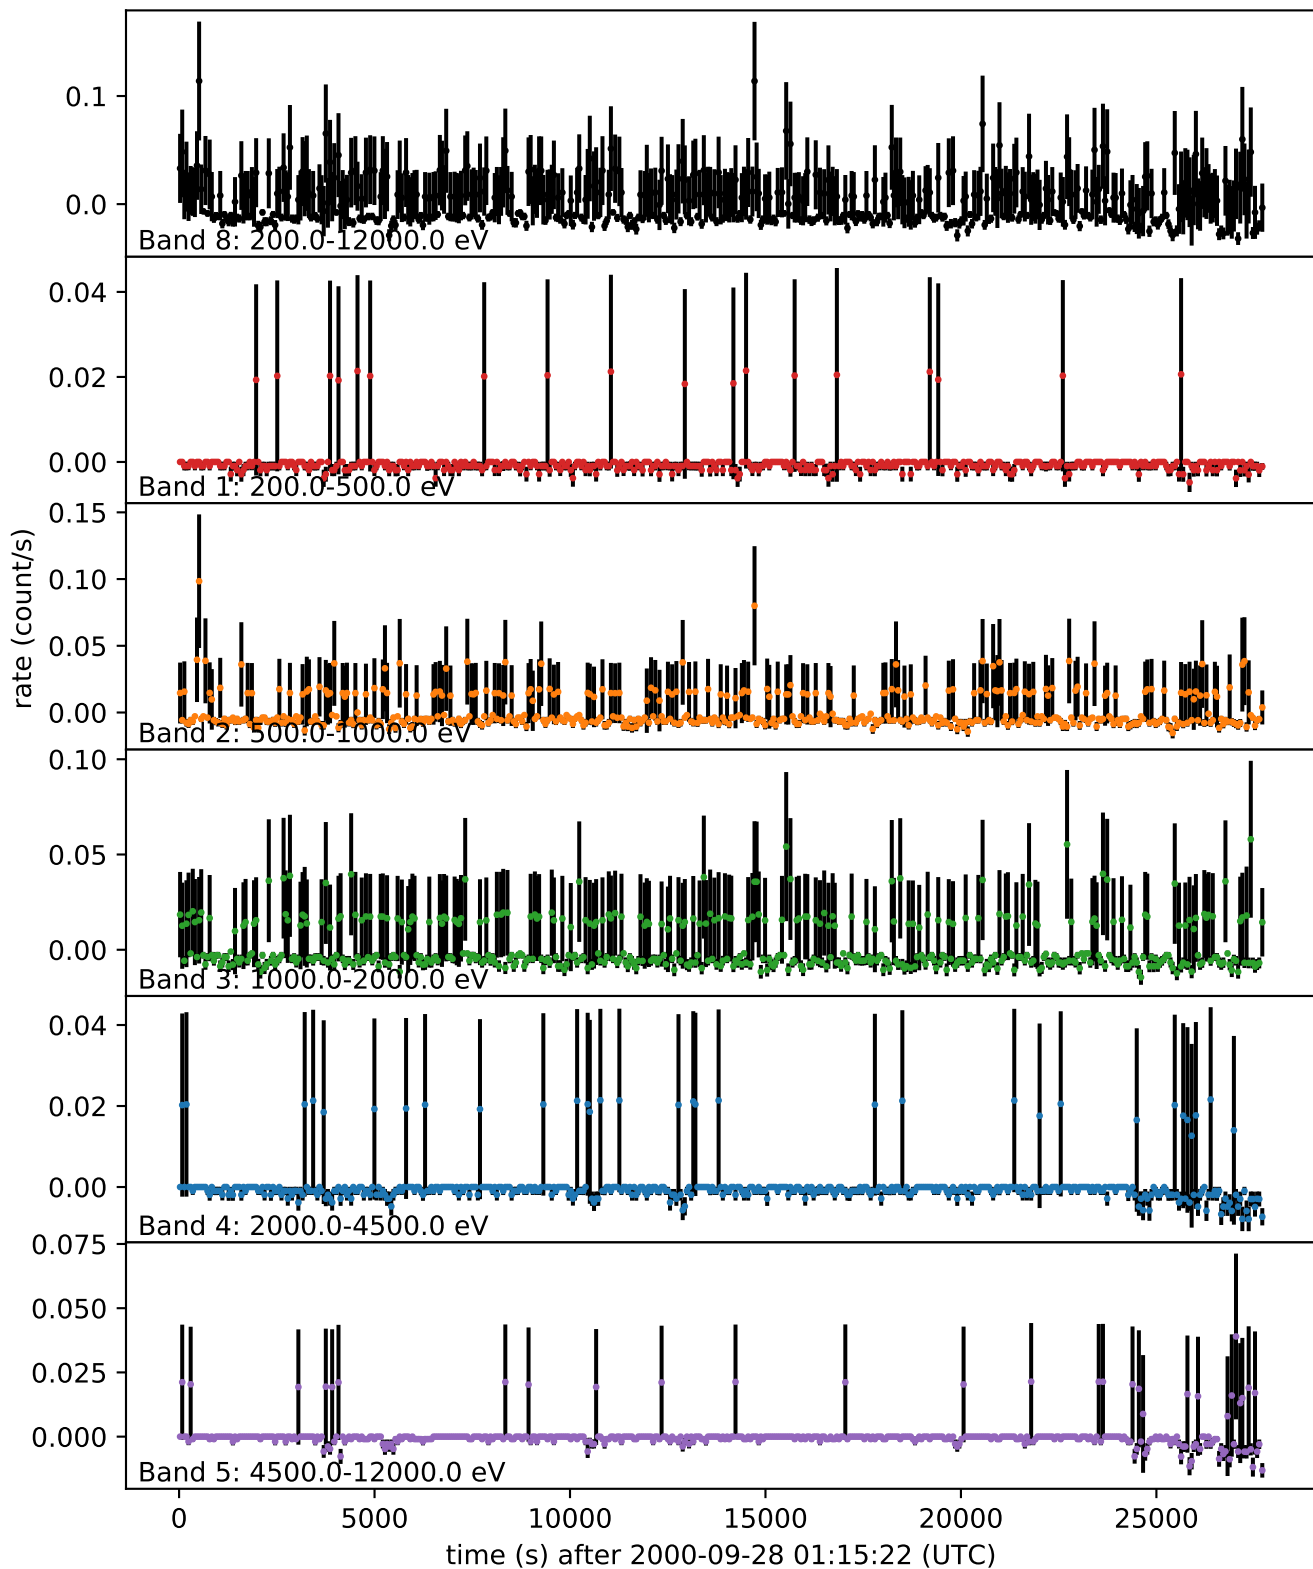 0.1
0.0
Band 8: 200.0-12000.0 eV
0.04
0.02
0.00
Band 1: 200.0-500.0 eV
0.15
0.10
0.05
0.00
Band 2: 500.0-1000.0 eV
rate (count/s)
0.10
0.05
0.00
Band 3: 1000.0-2000.0 eV
0.04
0.02
0.00
Band 4: 2000.0-4500.0 eV
0.075
0.050
0.025
0.000
Band 5: 4500.0-12000.0 eV
0 5000 10000 15000 20000 25000
time (s) after 2000-09-28 01:15:22 (UTC)